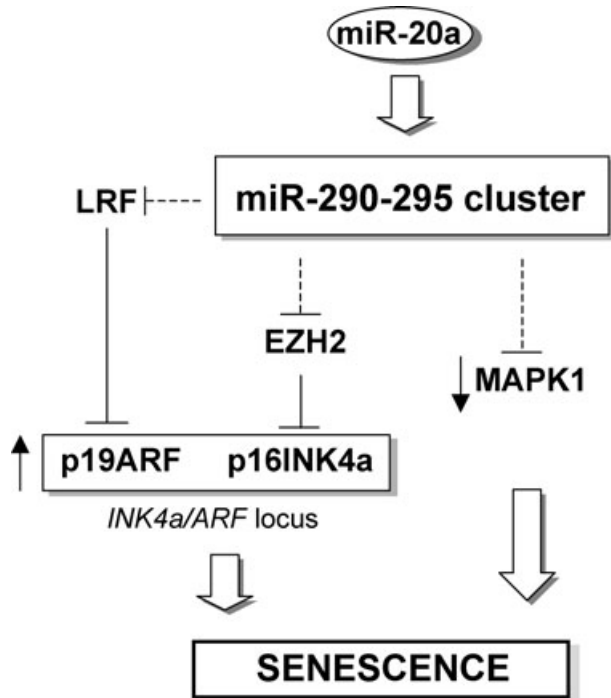 miR-20a
miR-290-295 cluster
LRF
EZH2
MAPK1
p19ARF p16INK4a
INK4a/ARF locus
SENESCENCE